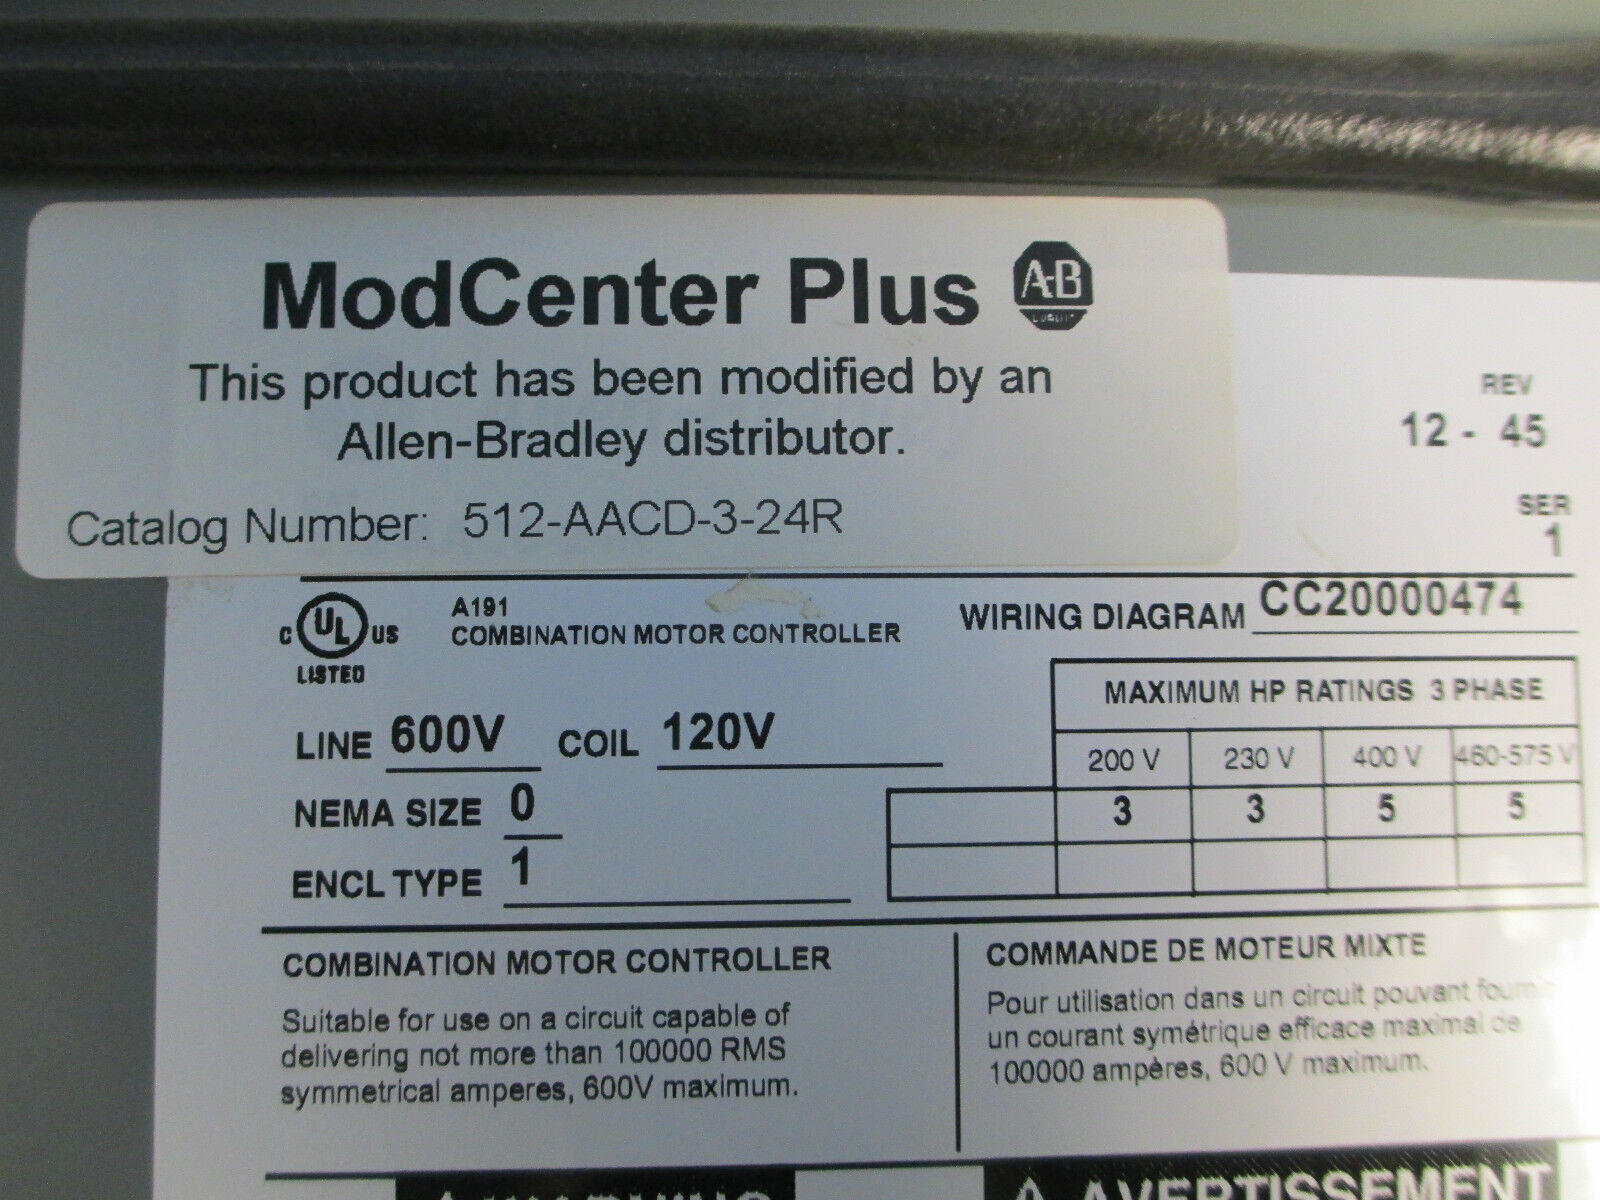 ModCenter Plus A-B
This product has been modified by an
Allen-Bradley distributor.
Catalog Number: 512-AACD-3-24R
REV
12 - 45
SER
1
C UL US
LISTED
A191
COMBINATION MOTOR CONTROLLER
WIRING DIAGRAM CC20000474
LINE 600V COIL 120V
NEMA SIZE 0
ENCL TYPE 1
MAXIMUM HP RATINGS 3 PHASE
200 V 230 V 400 V 460-575 V
3 3 5 5
COMBINATION MOTOR CONTROLLER
Suitable for use on a circuit capable of
delivering not more than 100000 RMS
symmetrical amperes, 600V maximum.
COMMANDE DE MOTEUR MIXTE
Pour utilisation dans un circuit pouvant fournir
un courant symétrique efficace maximal de
100000 ampères, 600 V maximum.
WARNING
AVERTISSEMENT